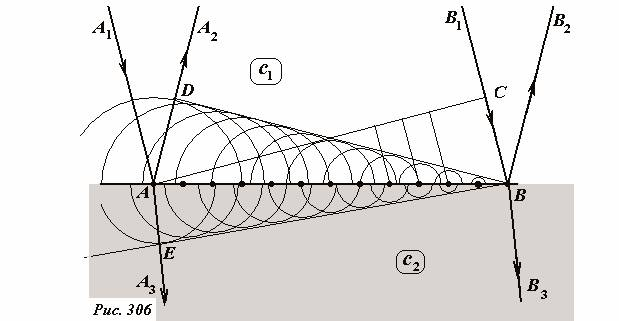 A1 A2 B1 B2
c1
D C
A B
E
c2
A3 B3
Рис. 306